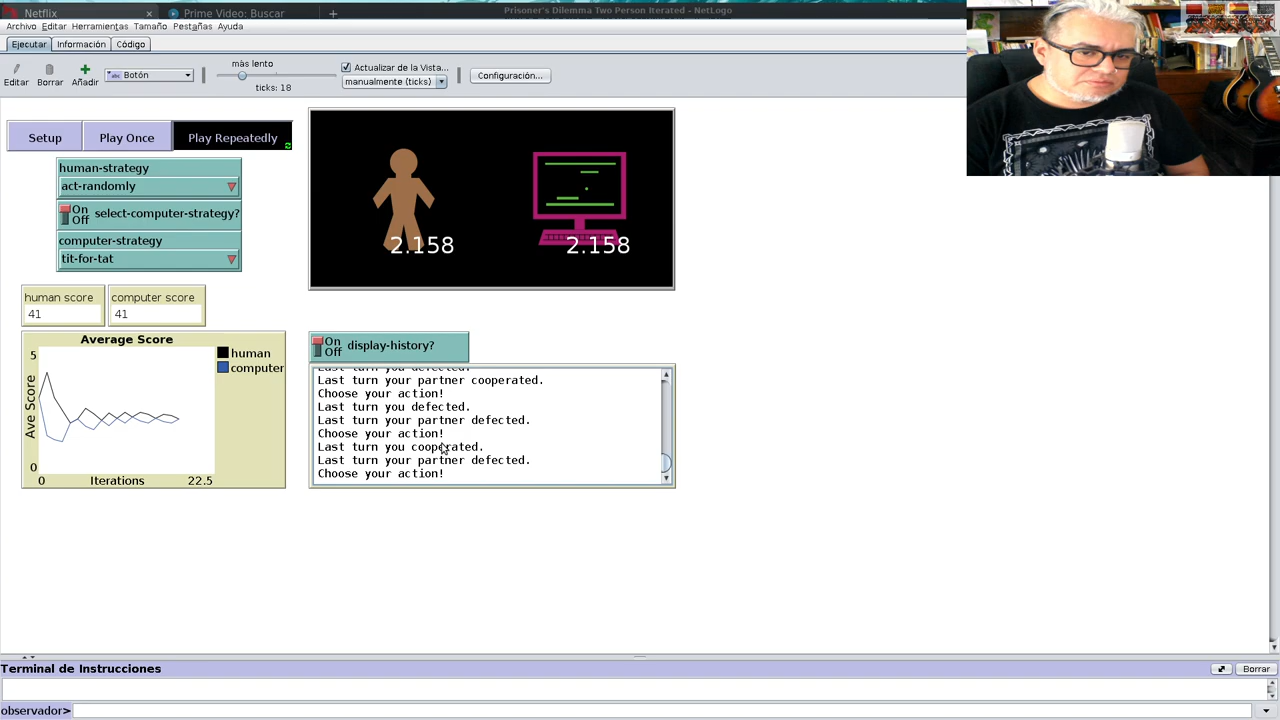 Netflix
Prime Video: Buscar
Prisoner's Dilemma Two Person Iterated - NetLogo
Archivo Editar Herramientas Tamaño Pestañas Ayuda
Ejecutar Información Código
Editar Borrar Añadir
abc Botón
más lento
ticks: 18
Actualizar de la Vista...
manualmente (ticks)
Configuración...
Setup Play Once Play Repeatedly
human-strategy
act-randomly
On
Off
select-computer-strategy?
computer-strategy
tit-for-tat
2.158 2.158
human score
41
computer score
41
Average Score
5
Ave Score
0
0 Iterations 22.5
human
computer
On
Off
display-history?
Last turn you defected.
Last turn your partner cooperated.
Choose your action!
Last turn you defected.
Last turn your partner defected.
Choose your action!
Last turn you cooperated.
Last turn your partner defected.
Choose your action!
Terminal de Instrucciones
Borrar
observador>